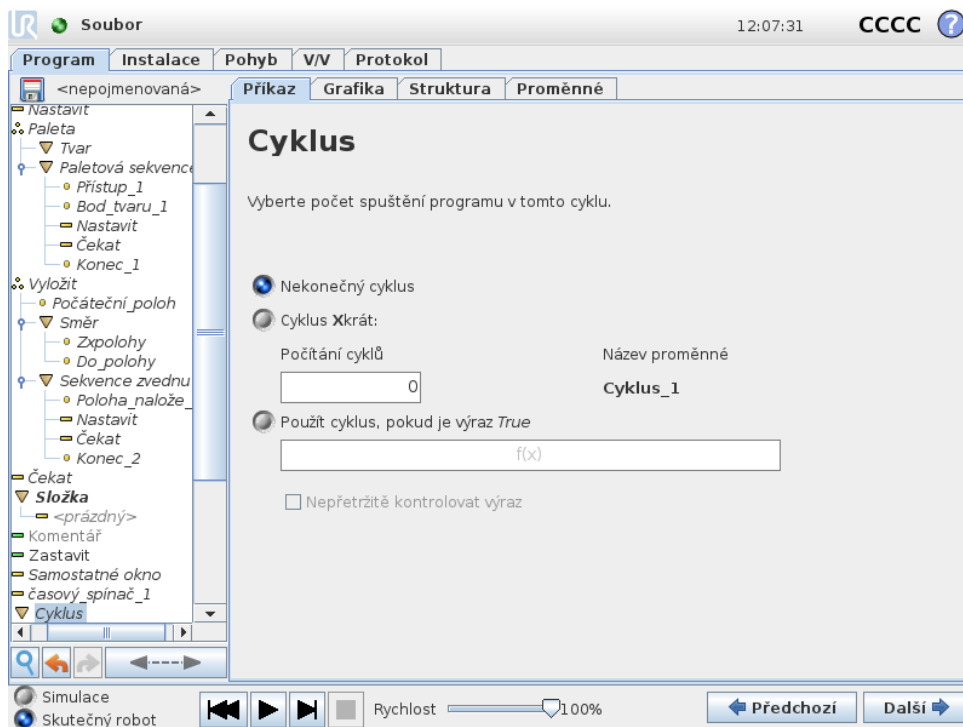 UR Soubor 12:07:31 CCCC ?
Program Instalace Pohyb V/V Protokol
<nepojmenovaná> Příkaz Grafika Struktura Proměnné
Nastavit
Paleta
Tvar
Paletová sekvence
Přístup_1
Bod_tvaru_1
Nastavit
Čekat
Konec_1
Vyložit
Počáteční_poloh
Směr
Zxpolohy
Do_polohy
Sekvence zvednu
Poloha_nalože_
Nastavit
Čekat
Konec_2
Čekat
Složka
<prázdný>
Komentář
Zastavit
Samostatné okno
časový_spínač_1
Cyklus
Cyklus
Vyberte počet spuštění programu v tomto cyklu.
Nekonečný cyklus
Cyklus Xkrát:
Počítání cyklů Název proměnné
0 Cyklus_1
Použít cyklus, pokud je výraz True
f(x)
Nepřetržitě kontrolovat výraz
Simulace
Skutečný robot
Rychlost 100% Předchozí Další